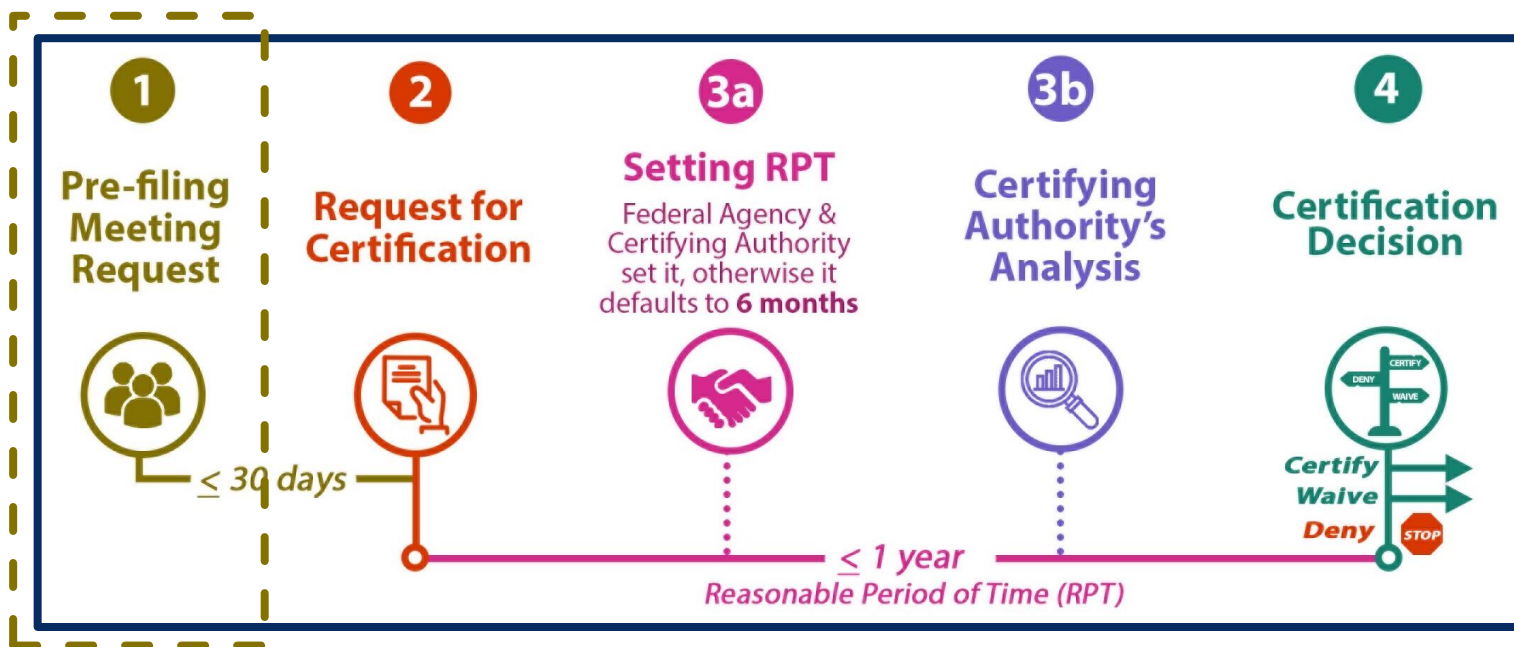 1
Pre-filing
Meeting
Request
≤ 30 days
2
Request for
Certification
3a
Setting RPT
Federal Agency &
Certifying Authority
set it, otherwise it
defaults to 6 months
3b
Certifying
Authority’s
Analysis
4
Certification
Decision
CERTIFY
DENY
WAIVE
Certify
Waive
Deny
STOP
≤ 1 year
Reasonable Period of Time (RPT)